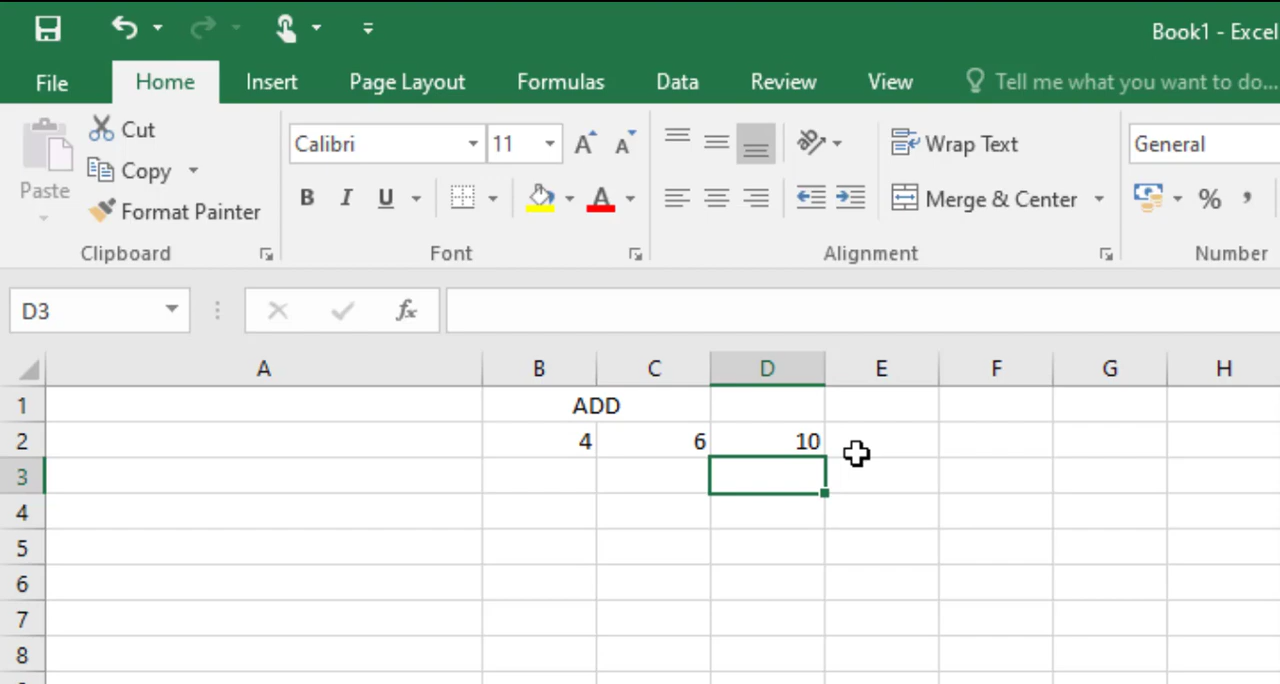 Book1 - Excel
File Home Insert Page Layout Formulas Data Review View Tell me what you want to do...
Cut
Copy
Paste
Format Painter
Clipboard
Calibri 11 A A
B I U A
Font
Wrap Text
Merge & Center
Alignment
General
% ,
Number
D3 fx
A B C D E F G H
1 ADD
2 4 6 10
3
4
5
6
7
8